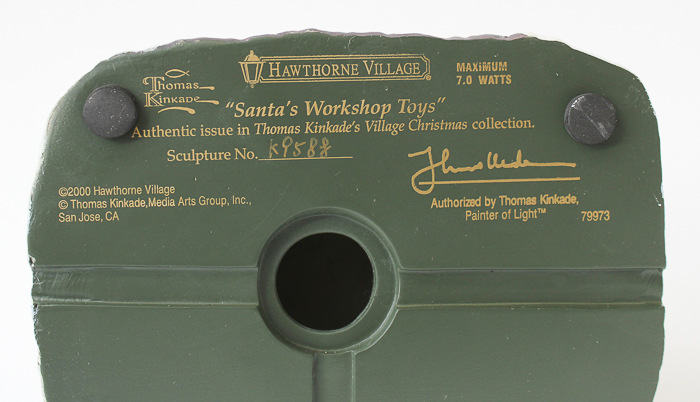 Thomas
Kinkade
HAWTHORNE VILLAGE
MAXIMUM
7.0 WATTS
"Santa's Workshop Toys"
Authentic issue in Thomas Kinkade's Village Christmas collection.
Sculpture No. K9588
©2000 Hawthorne Village
© Thomas Kinkade,Media Arts Group, Inc.,
San Jose, CA
Authorized by Thomas Kinkade,
Painter of Light™
79973